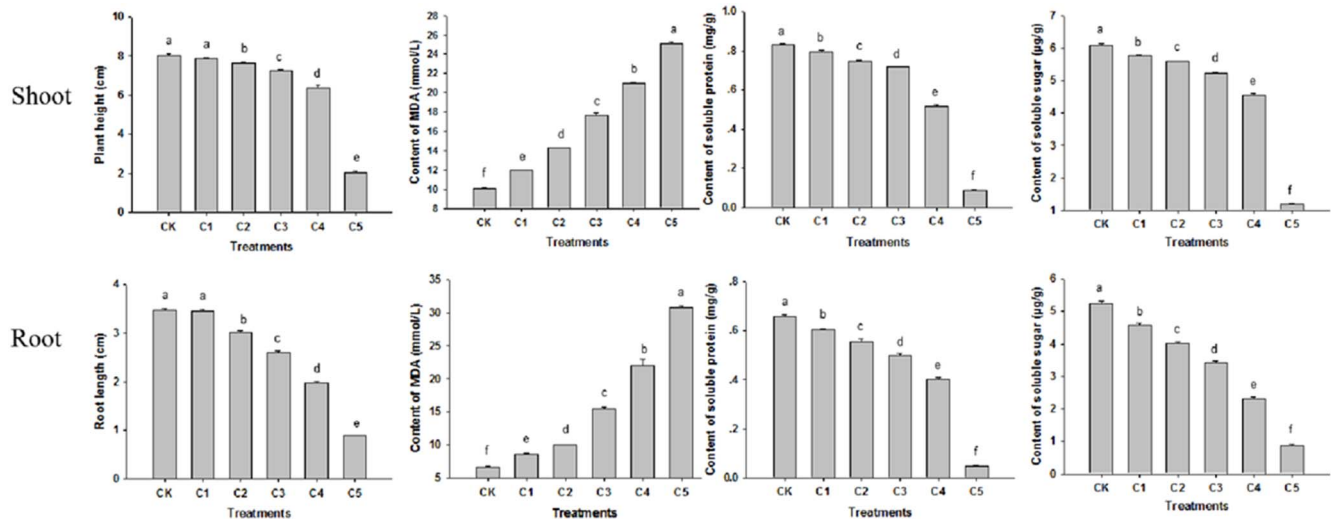 Shoot
Plant height (cm)
10
8
6
4
2
0
a
a
b
c
d
e
CK C1 C2 C3 C4 C5
Treatments
Content of MDA (mmol/L)
28
26
24
22
20
18
16
14
12
10
8
f
e
d
c
b
a
CK C1 C2 C3 C4 C5
Treatments
Content of soluble protein (mg/g)
1.0
.8
.6
.4
.2
0.0
a
b
c
d
e
f
CK C1 C2 C3 C4 C5
Treatments
Content of soluble sugar (μg/g)
7
6
5
4
3
2
1
a
b
c
d
e
f
CK C1 C2 C3 C4 C5
Treatments
Root
Root length (cm)
4
3
2
1
0
a
a
b
c
d
e
CK C1 C2 C3 C4 C5
Treatments
Content of MDA (mmol/L)
35
30
25
20
15
10
5
f
e
d
c
b
a
CK C1 C2 C3 C4 C5
Treatments
Content of soluble protein (mg/g)
.8
.6
.4
.2
0.0
a
b
c
d
e
f
CK C1 C2 C3 C4 C5
Treatments
Content of soluble sugar (μg/g)
6
5
4
3
2
1
0
a
b
c
d
e
f
CK C1 C2 C3 C4 C5
Treatments